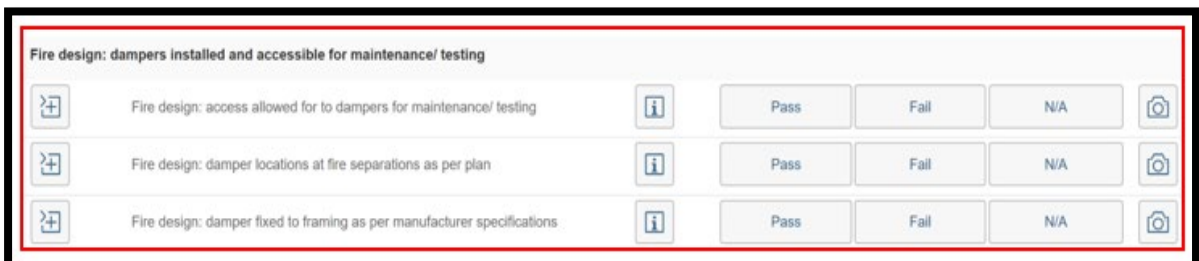 Fire design: dampers installed and accessible for maintenance/ testing
Fire design: access allowed for to dampers for maintenance/ testing Pass Fail N/A
Fire design: damper locations at fire separations as per plan Pass Fail N/A
Fire design: damper fixed to framing as per manufacturer specifications Pass Fail N/A